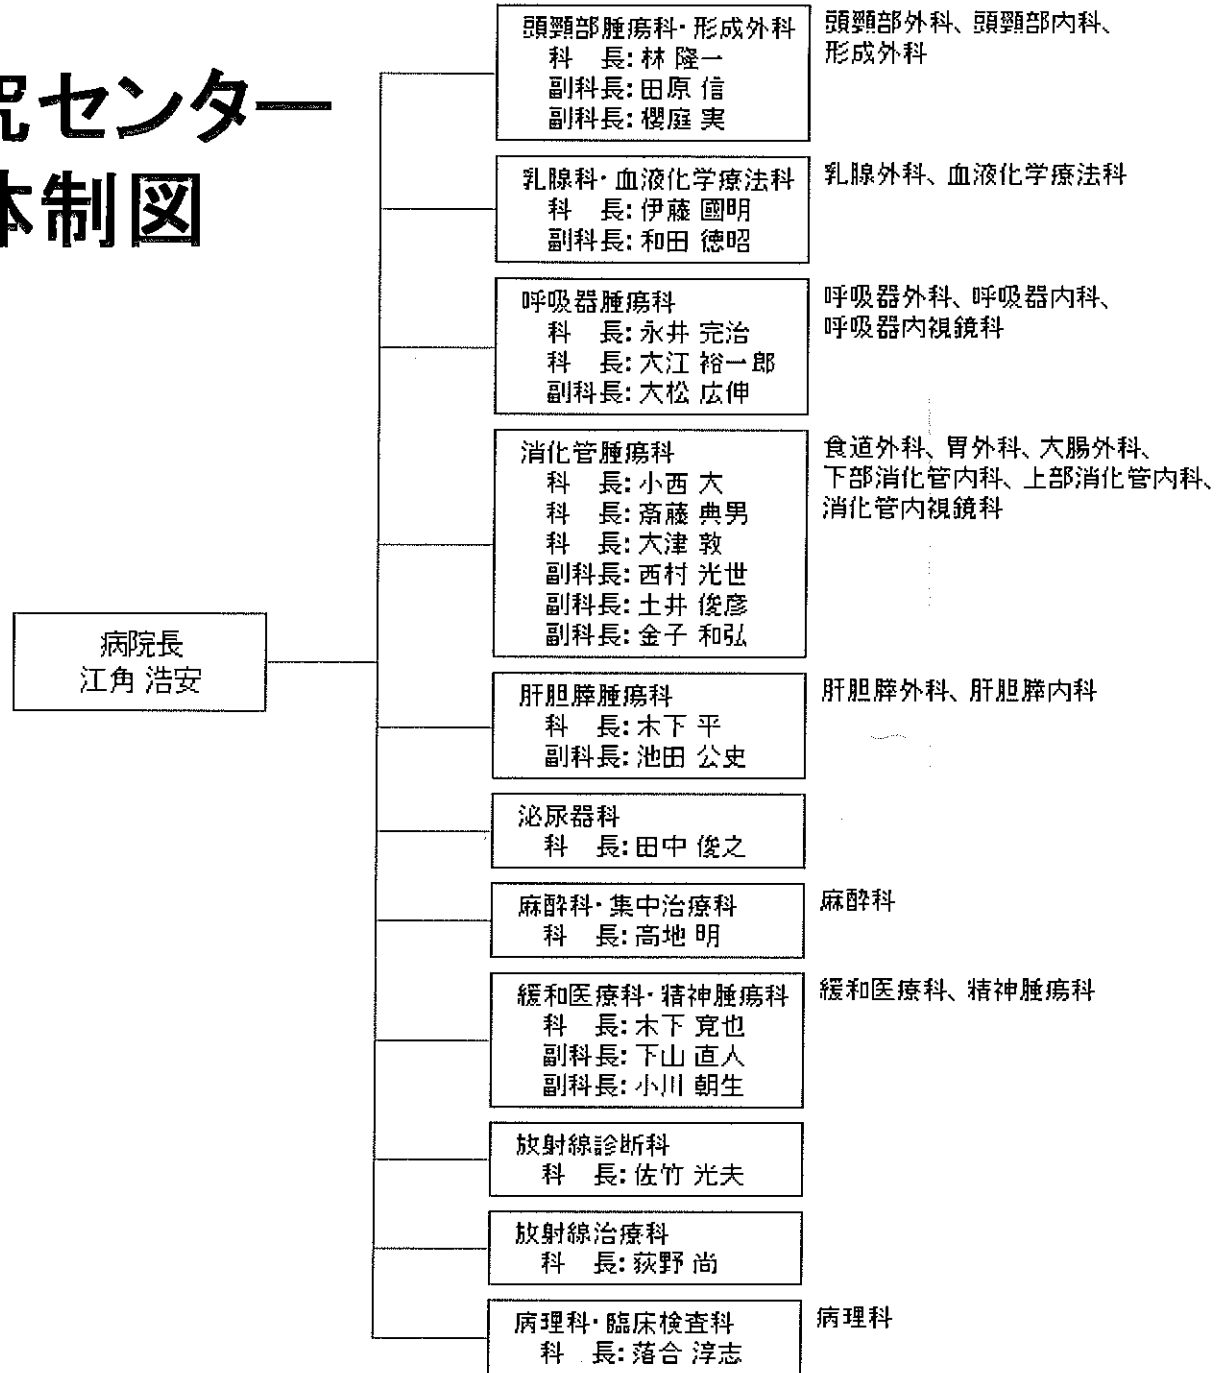 究センター
体制図
病院長
江角 浩安
頭頸部腫瘍科・形成外科
科　長:林 隆一
副科長:田原 信
副科長:櫻庭 実
頭頸部外科、頭頸部内科、
形成外科
乳腺科・血液化学療法科
科　長:伊藤 國明
副科長:和田 徳昭
乳腺外科、血液化学療法科
呼吸器腫瘍科
科　長:永井 完治
科　長:大江 裕一郎
副科長:大松 広伸
呼吸器外科、呼吸器内科、
呼吸器内視鏡科
消化管腫瘍科
科　長:小西 大
科　長:斎藤 典男
科　長:大津 敦
副科長:西村 光世
副科長:土井 俊彦
副科長:金子 和弘
食道外科、胃外科、大腸外科、
下部消化管内科、上部消化管内科、
消化管内視鏡科
肝胆膵腫瘍科
科　長:木下 平
副科長:池田 公史
肝胆膵外科、肝胆膵内科
泌尿器科
科　長:田中 俊之
麻酔科・集中治療科
科　長:高地 明
麻酔科
緩和医療科・精神腫瘍科
科　長:木下 寛也
副科長:下山 直人
副科長:小川 朝生
緩和医療科、精神腫瘍科
放射線診断科
科　長:佐竹 光夫
放射線治療科
科　長:荻野 尚
病理科・臨床検査科
科　長:落合 淳志
病理科